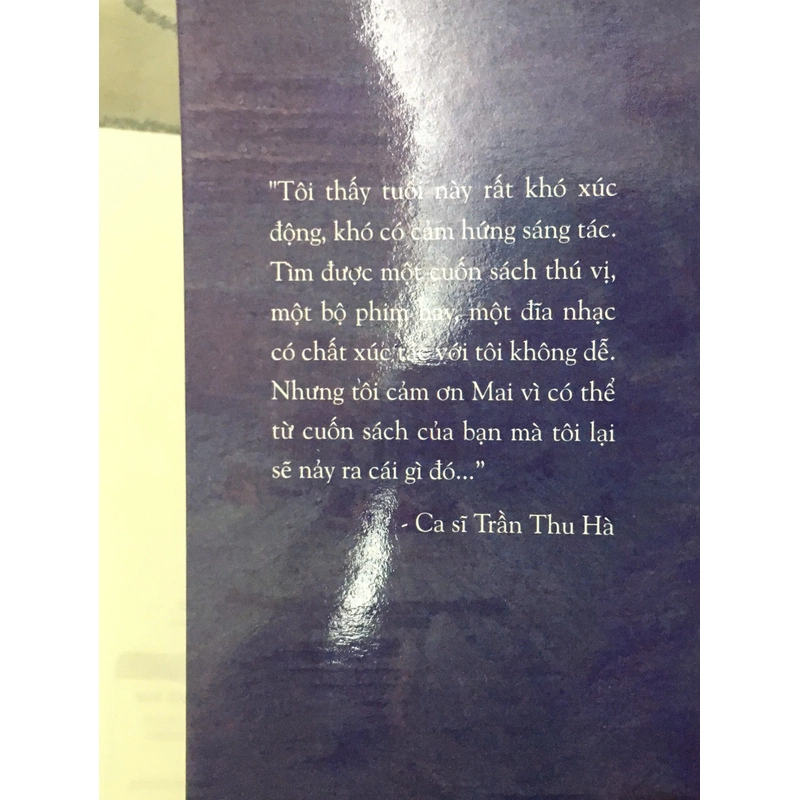 "Tôi thấy tuổi này rất khó xúc
động, khó có cảm hứng sáng tác.
Tìm được một cuốn sách thú vị,
một bộ phim hay, một đĩa nhạc
có chất xúc tác với tôi không dễ.
Nhưng tôi cảm ơn Mai vì có thể
từ cuốn sách của bạn mà tôi lại
sẽ nảy ra cái gì đó..."
- Ca sĩ Trần Thu Hà